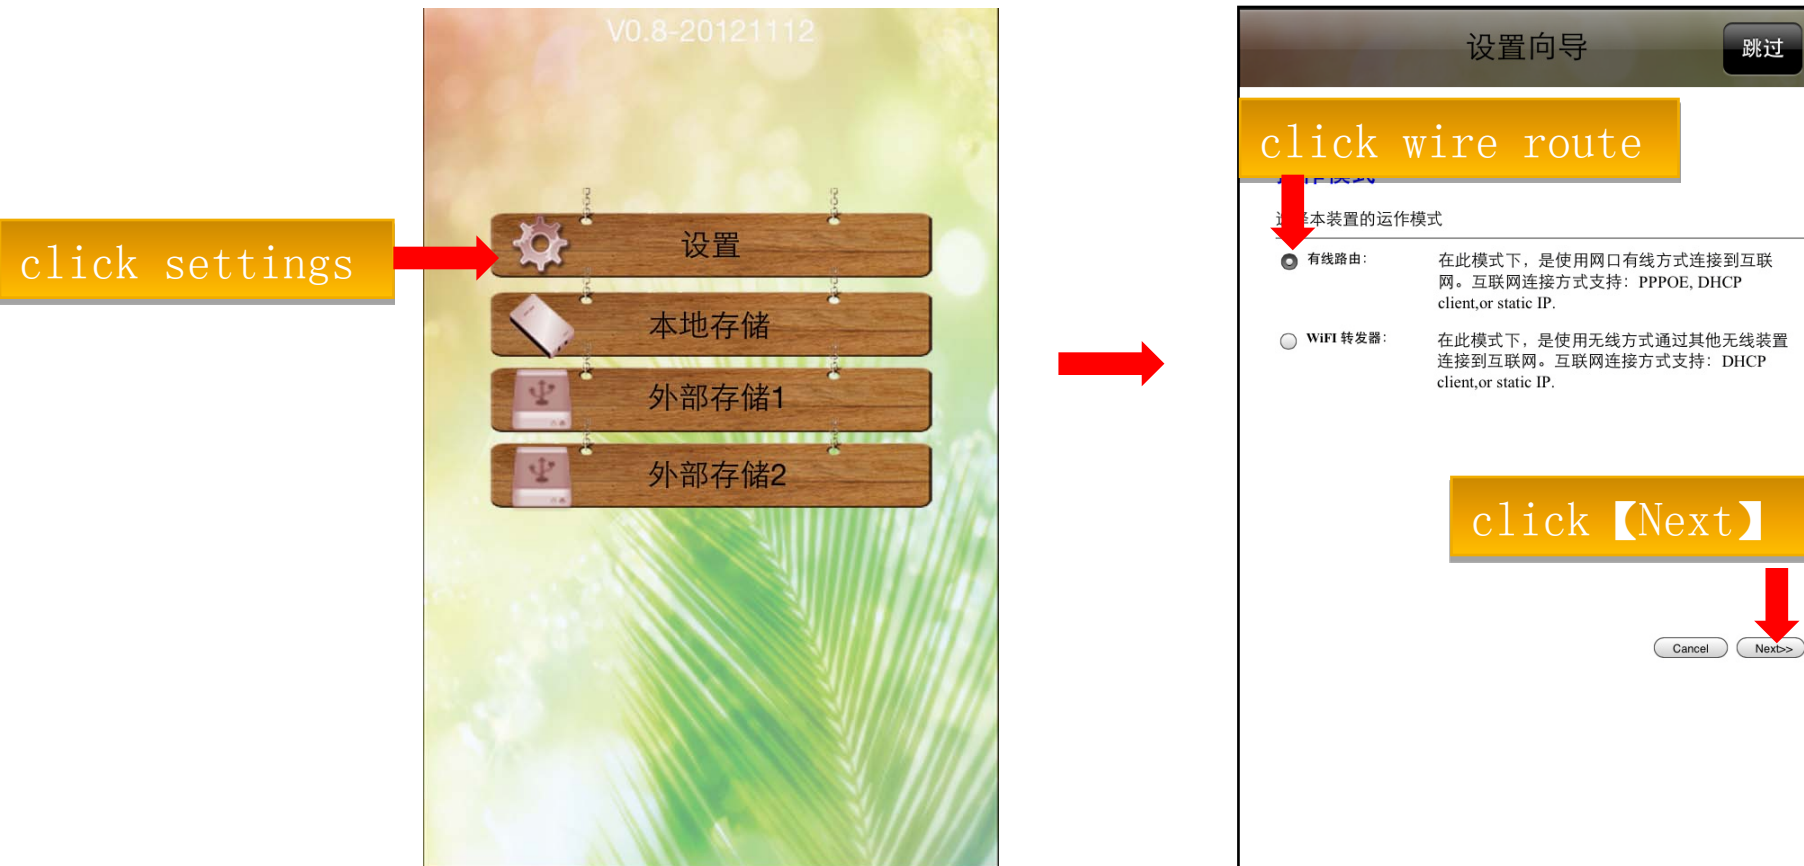 click settings
V0.8-20121112
设置
本地存储
外部存储1
外部存储2
设置向导
跳过
click wire route
作模式
本装置的运作模式
有线路由:
在此模式下，是使用网口有线方式连接到互联
网。互联网连接方式支持：PPPOE, DHCP
client,or static IP.
WiFI 转发器:
在此模式下，是使用无线方式通过其他无线装置
连接到互联网。互联网连接方式支持：DHCP
client,or static IP.
click【Next】
Cancel
Next>>